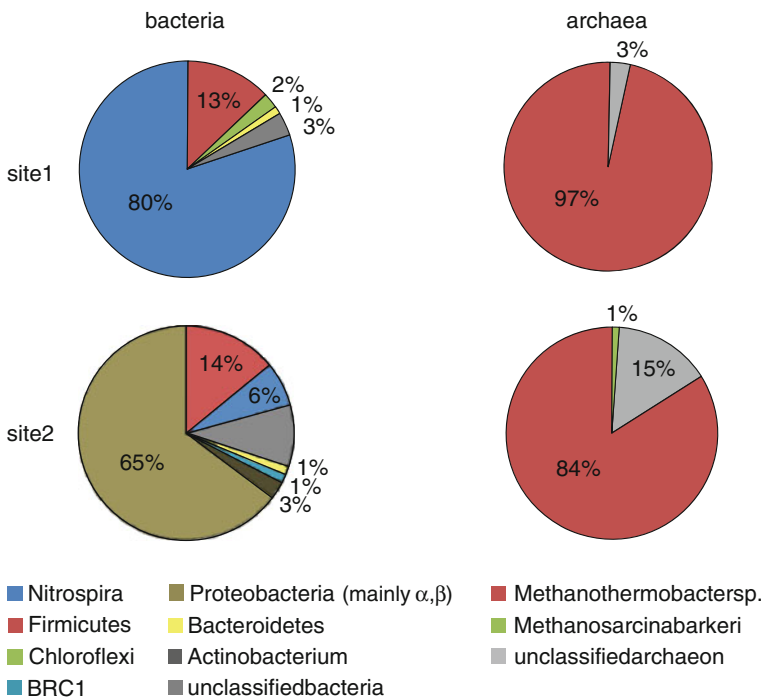 bacteria
archaea
site1
80%
13%
2%
1%
3%
97%
3%
site2
65%
14%
6%
1%
1%
3%
84%
1%
15%
Nitrospira
Firmicutes
Chloroflexi
BRC1
Proteobacteria (mainly α,β)
Bacteroidetes
Actinobacterium
unclassifiedbacteria
Methanothermobactersp.
Methanosarcinabarkeri
unclassifiedarchaeon